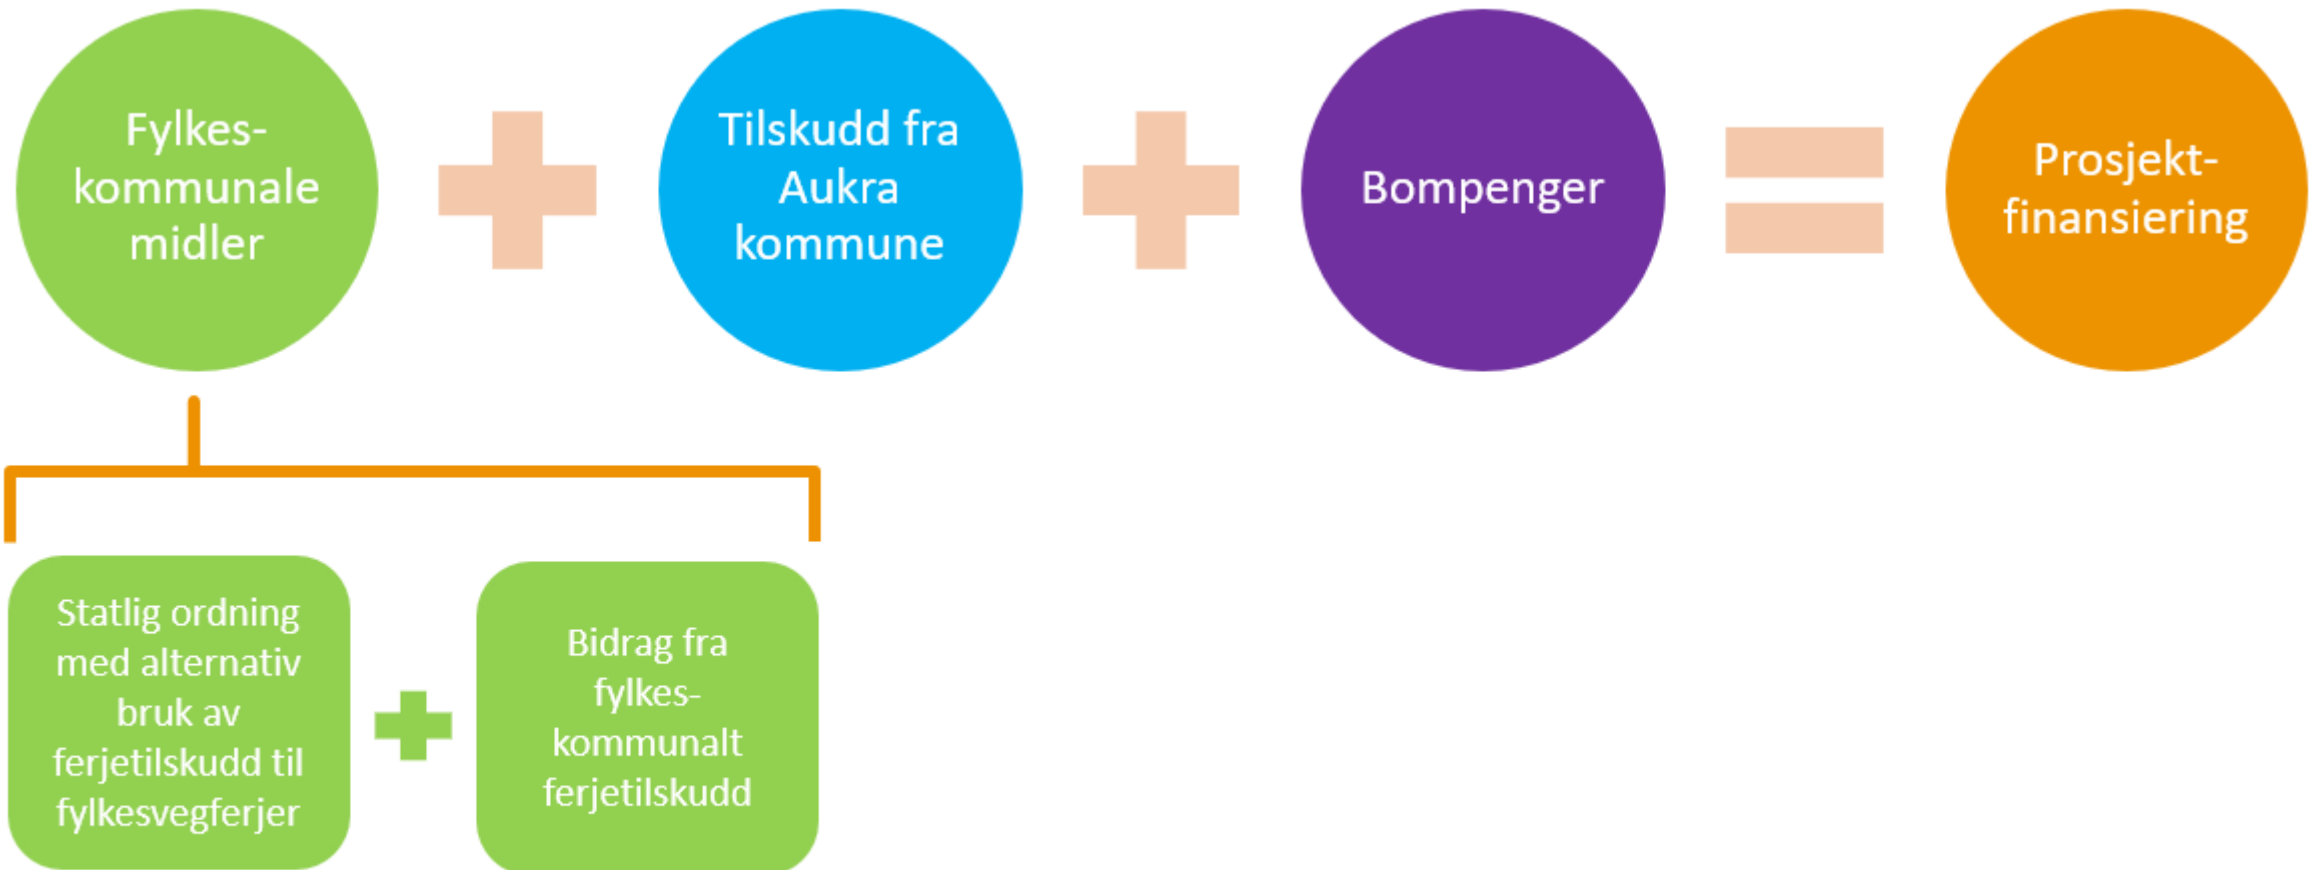 Fylkes-
kommunale
midler
Tilskudd fra
Aukra
kommune
Bompenger
Prosjekt-
finansiering
Statlig ordning
med alternativ
bruk av
ferjetilskudd til
fylkesvegferjer
Bidrag fra
fylkes-
kommunalt
ferjetilskudd